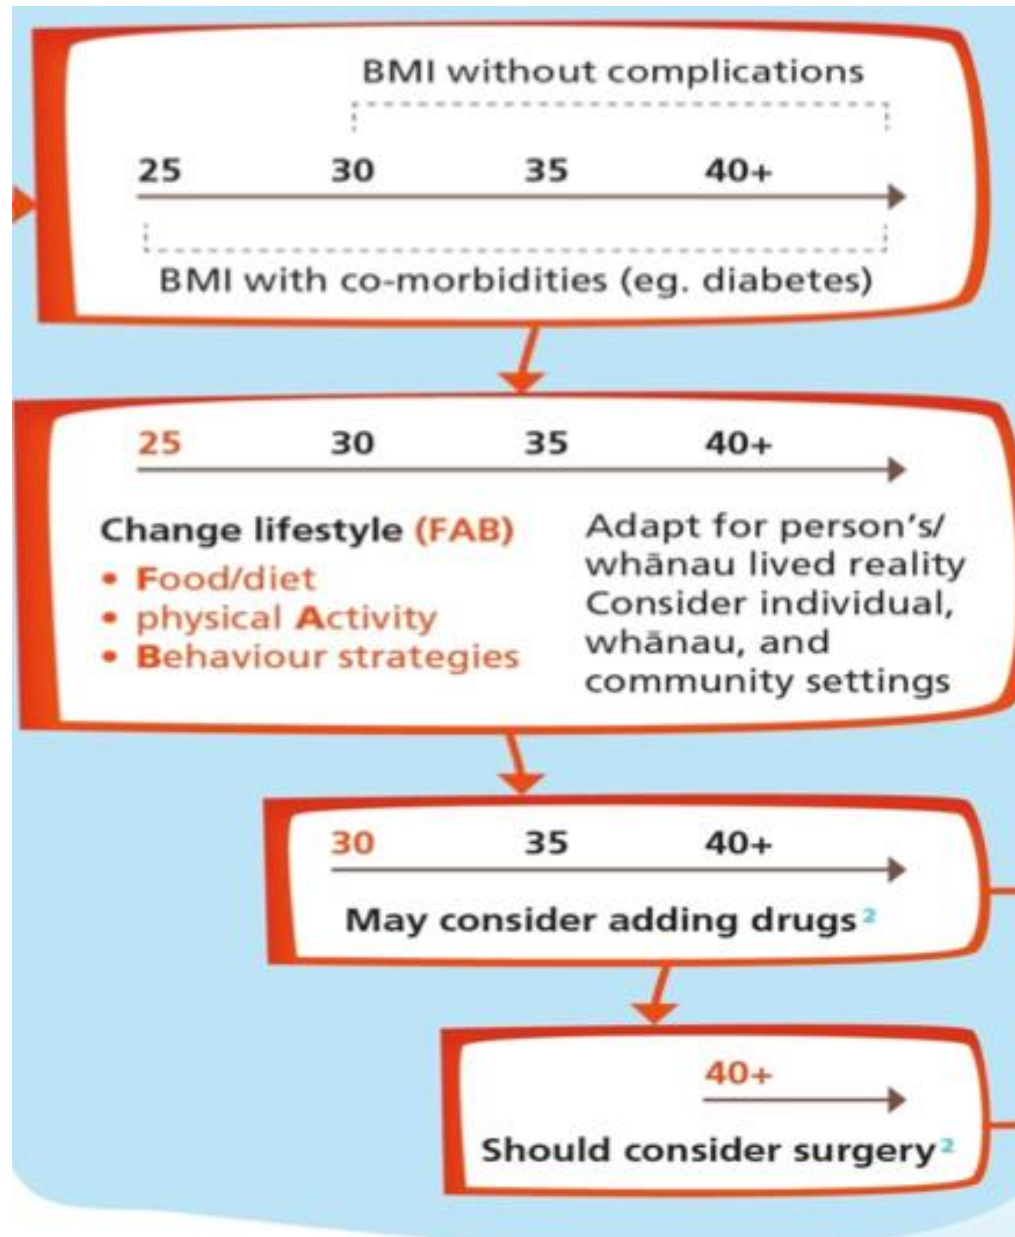 BMI without complications
25 30 35 40+
BMI with co-morbidities (eg. diabetes)
25 30 35 40+
Change lifestyle (FAB)
• Food/diet
• physical Activity
• Behaviour strategies
Adapt for person's/
whānau lived reality
Consider individual,
whānau, and
community settings
30 35 40+
May consider adding drugs²
40+
Should consider surgery²